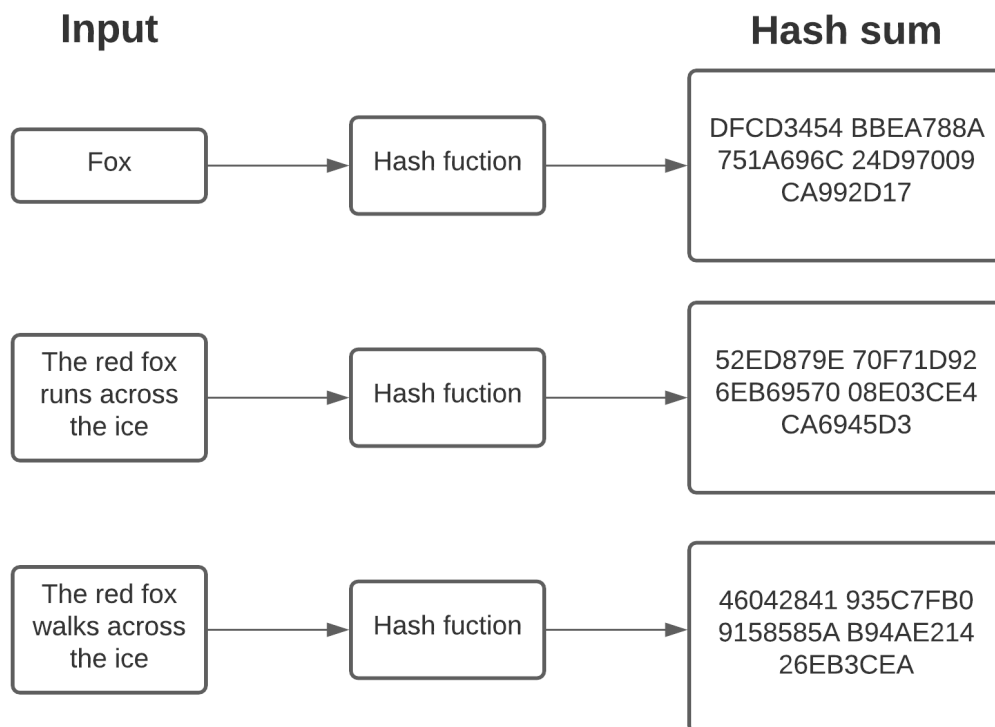 Input
Hash sum
Fox
Hash fuction
DFCD3454 BBEA788A
751A696C 24D97009
CA992D17
The red fox
runs across
the ice
Hash fuction
52ED879E 70F71D92
6EB69570 08E03CE4
CA6945D3
The red fox
walks across
the ice
Hash fuction
46042841 935C7FB0
9158585A B94AE214
26EB3CEA